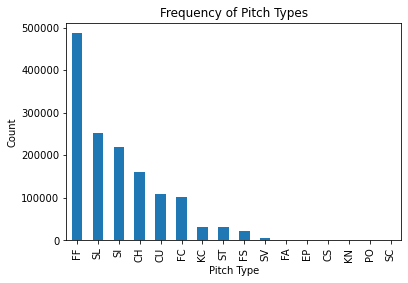 Frequency of Pitch Types
500000
400000
300000
200000
100000
0
Count
FF SL SI CH CU FC KC ST FS SV FA EP CS KN PO SC
Pitch Type